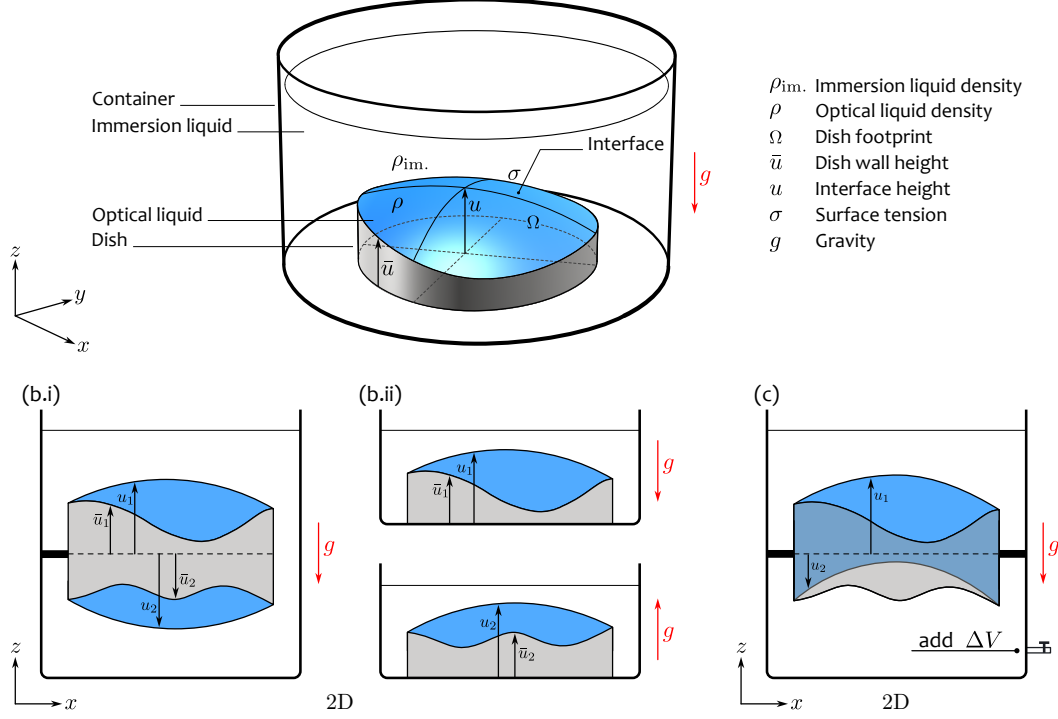 Container
Immersion liquid
Optical liquid
Dish
ρim.
σ
Interface
ρ
u
Ω
ū
g
z
y
x
ρim. Immersion liquid density
ρ Optical liquid density
Ω Dish footprint
ū Dish wall height
u Interface height
σ Surface tension
g Gravity
(b.i)
u1
ū1
ū2
u2
g
z
x
2D
(b.ii)
u1
ū1
g
u2
ū2
g
(c)
u1
u2
g
add ΔV
z
x
2D